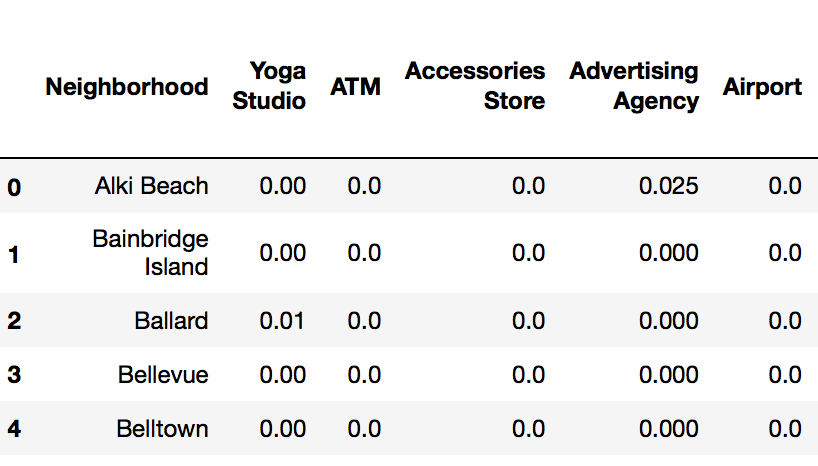 Neighborhood Yoga Studio ATM Accessories Store Advertising Agency Airport
0 Alki Beach 0.00 0.0 0.0 0.025 0.0
1 Bainbridge Island 0.00 0.0 0.0 0.000 0.0
2 Ballard 0.01 0.0 0.0 0.000 0.0
3 Bellevue 0.00 0.0 0.0 0.000 0.0
4 Belltown 0.00 0.0 0.0 0.000 0.0